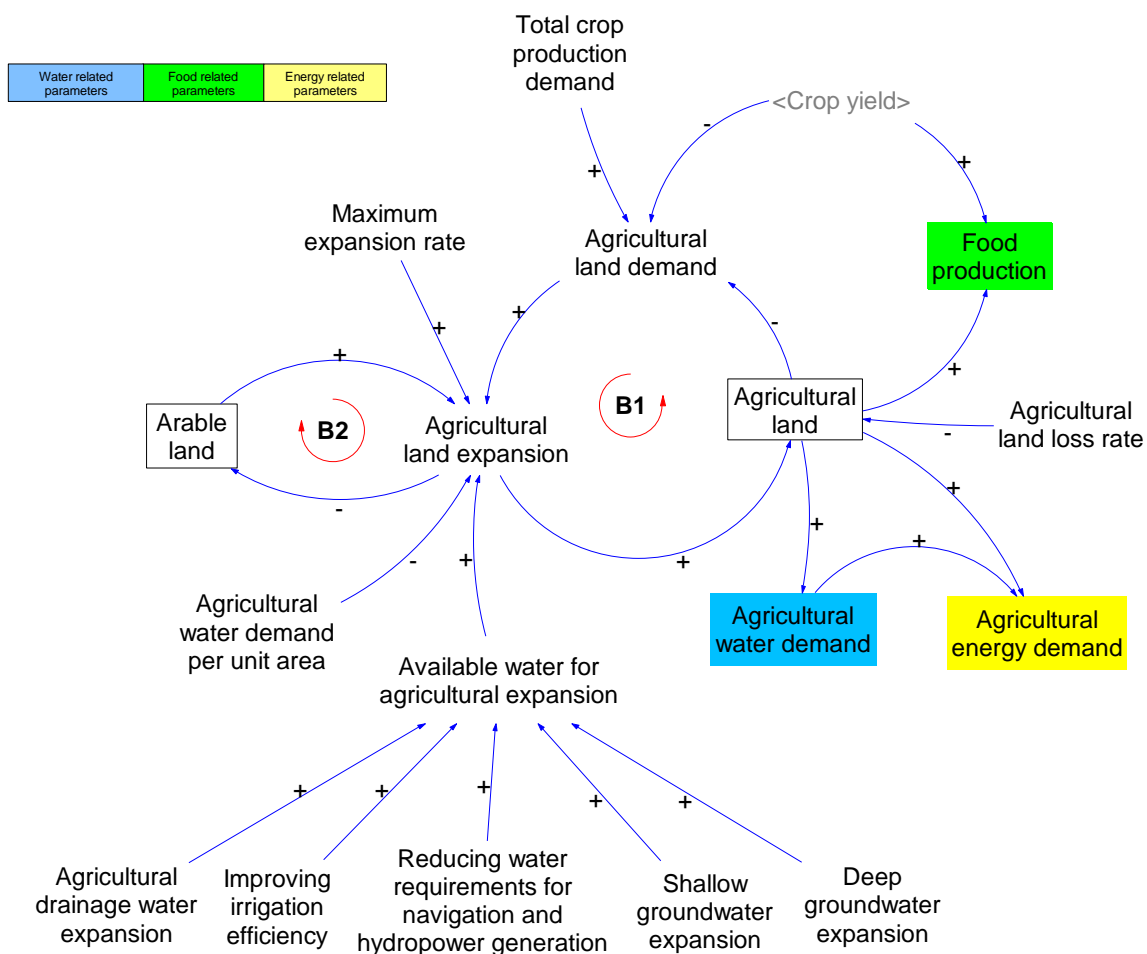 Total crop
production
demand
Water related
parameters
Food related
parameters
Energy related
parameters
<Crop yield>
-
+
+
Maximum
expansion rate
Agricultural
land demand
Food
production
+
+
-
+
+
Arable
land
B2
Agricultural
land expansion
B1
Agricultural
land
Agricultural
land loss rate
-
-
+
-
+
+
+
+
Agricultural
water demand
per unit area
Agricultural
water demand
Agricultural
energy demand
Available water for
agricultural expansion
+
+
+
+
+
Agricultural
drainage water
expansion
Improving
irrigation
efficiency
Reducing water
requirements for
navigation and
hydropower generation
Shallow
groundwater
expansion
Deep
groundwater
expansion